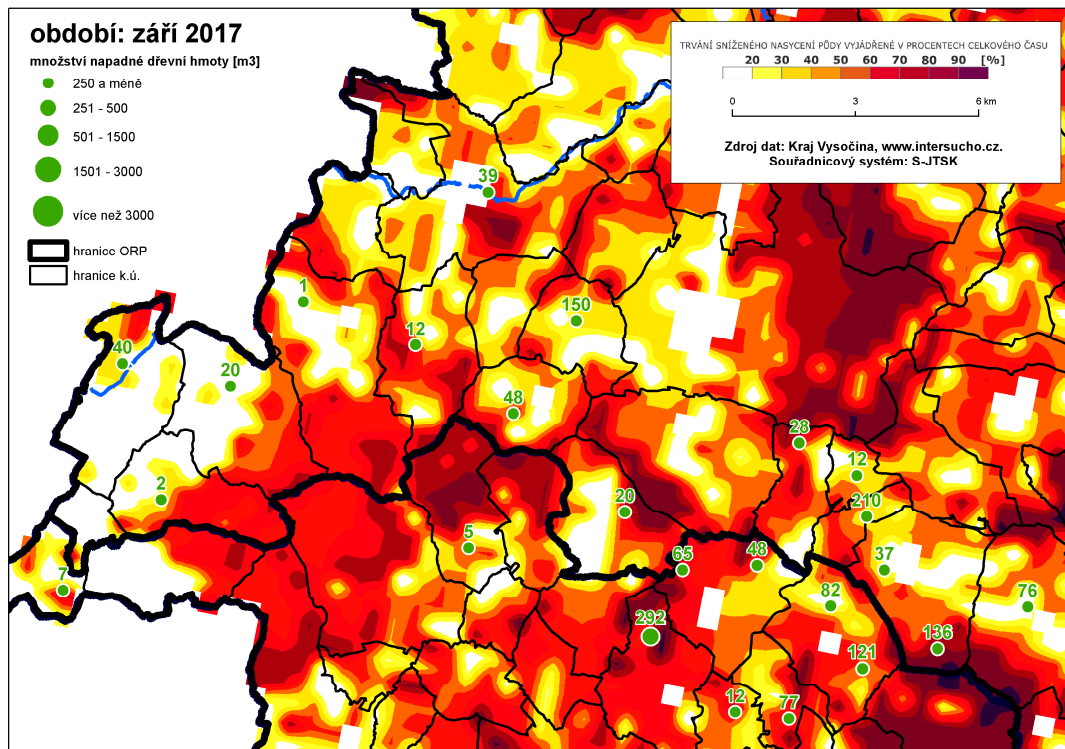 období: září 2017
množství napadné dřevní hmoty [m3]
250 a méně
251 - 500
501 - 1500
1501 - 3000
více než 3000
hranice ORP
hranice k.ú.
TRVÁNÍ SNÍŽENÉHO NASYCENÍ PŮDY VYJÁDŘENÉ V PROCENTECH CELKOVÉHO ČASU
20 30 40 50 60 70 80 90 [%]
0 3 6 km
Zdroj dat: Kraj Vysočina, www.intersucho.cz.
Souřadnicový systém: S-JTSK
39
1
150
12
40
20
48
28
12
2
20
210
5
65
48
37
7
82
76
292
136
121
12
77